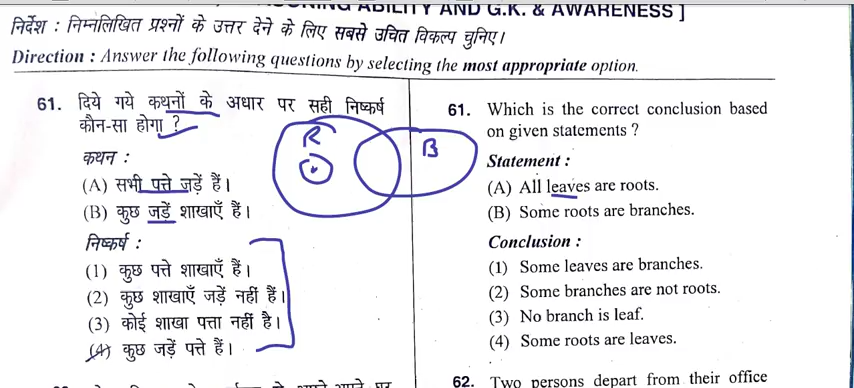 ABILITY AND G.K. & AWARENESS ]
निर्देश : निम्नलिखित प्रश्नों के उत्तर देने के लिए सबसे उचित विकल्प चुनिए।
Direction : Answer the following questions by selecting the most appropriate option.
61. दिये गये कथनों के अधार पर सही निष्कर्ष
कौन-सा होगा ?
कथन :
(A) सभी पत्ते जड़ें हैं।
(B) कुछ जड़ें शाखाएँ हैं।
निष्कर्ष :
(1) कुछ पत्ते शाखाएँ हैं।
(2) कुछ शाखाएँ जड़ें नहीं हैं।
(3) कोई शाखा पत्ता नहीं है।
(4) कुछ जड़ें पत्ते हैं।
R
B
61. Which is the correct conclusion based
on given statements ?
Statement :
(A) All leaves are roots.
(B) Some roots are branches.
Conclusion :
(1) Some leaves are branches.
(2) Some branches are not roots.
(3) No branch is leaf.
(4) Some roots are leaves.
62. Two persons depart from their office